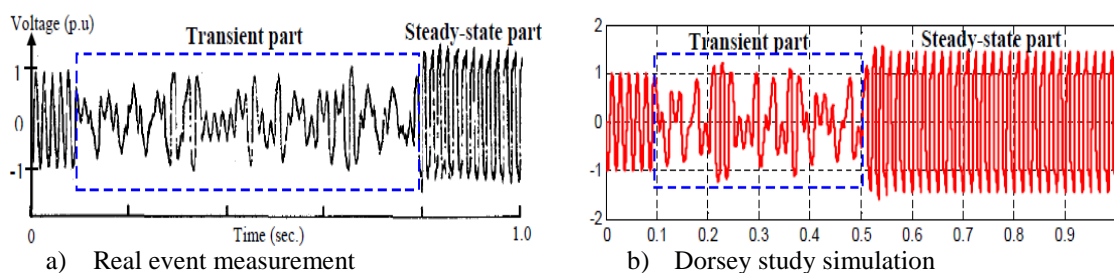 Voltage (p.u)
Transient part
Steady-state part
1
0
-1
0
Time (sec.)
1.0
a) Real event measurement
2
1
0
-1
-2
Transient part
Steady-state part
0 0.1 0.2 0.3 0.4 0.5 0.6 0.7 0.8 0.9
b) Dorsey study simulation